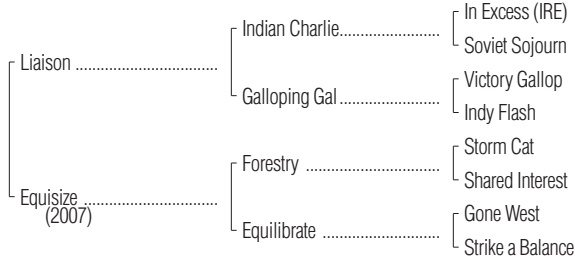 In Excess (IRE)
Indian Charlie....................
Soviet Sojourn
Liaison ............................
Victory Gallop
Galloping Gal....................
Indy Flash
Storm Cat
Forestry ...........................
Shared Interest
Equisize ...........................
(2007)
Gone West
Equilibrate .......................
Strike a Balance